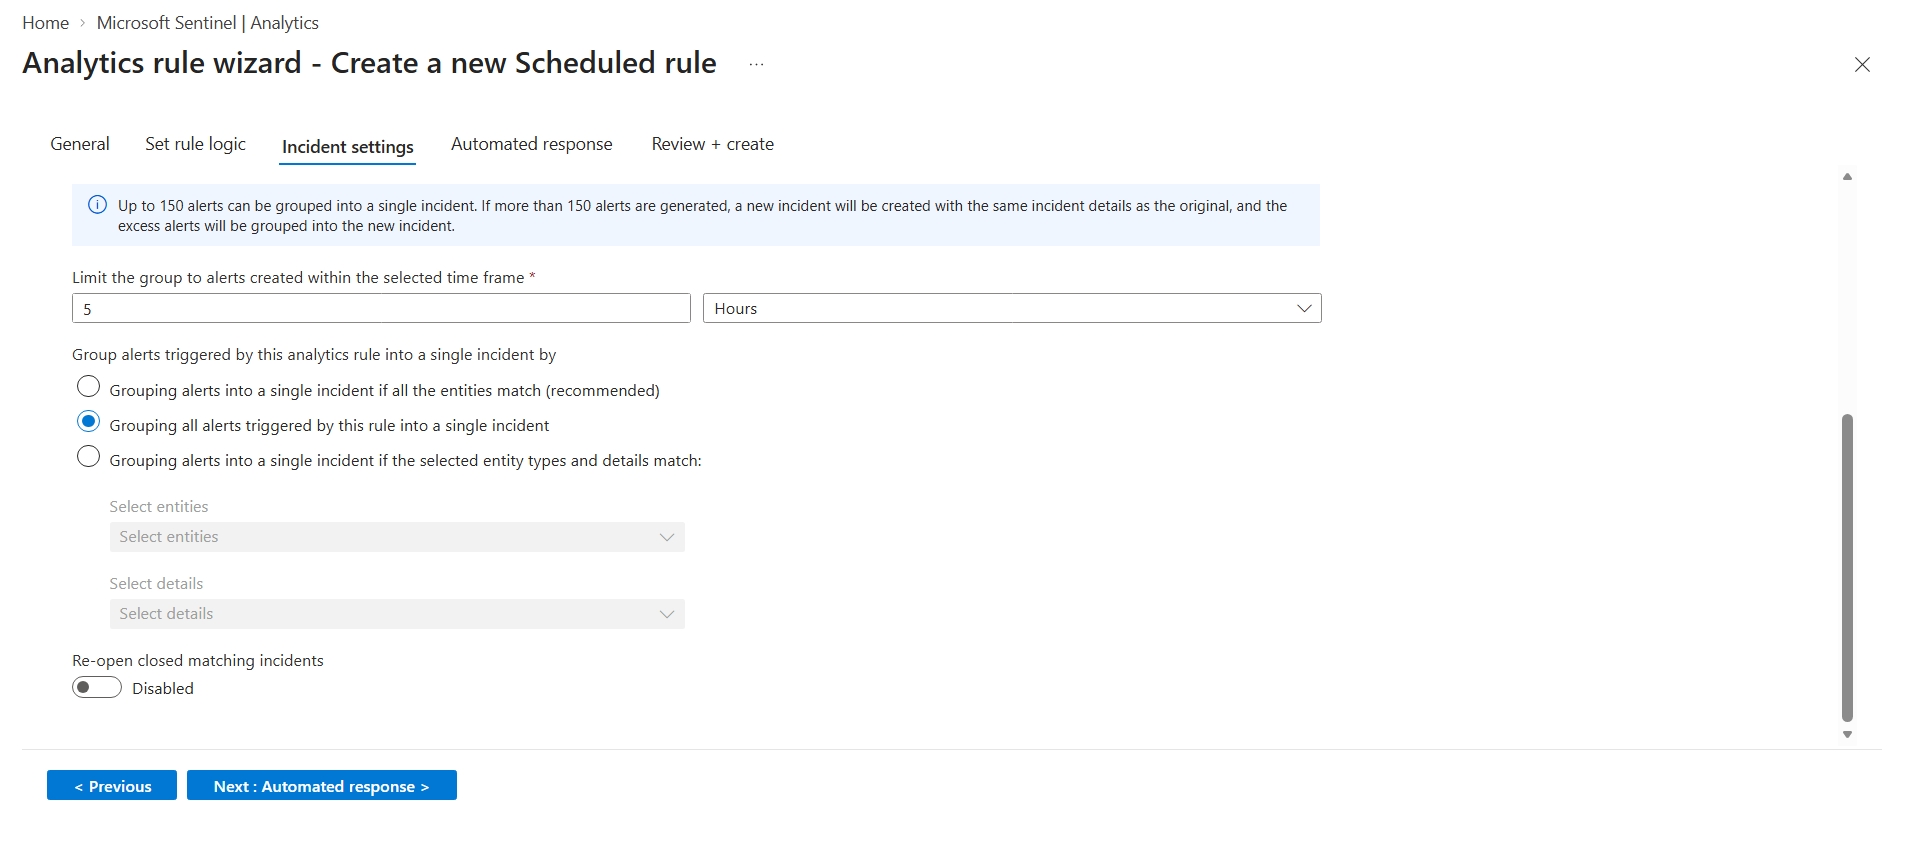 Home > Microsoft Sentinel | Analytics
Analytics rule wizard - Create a new Scheduled rule ...
General Set rule logic Incident settings Automated response Review + create
Up to 150 alerts can be grouped into a single incident. If more than 150 alerts are generated, a new incident will be created with the same incident details as the original, and the
excess alerts will be grouped into the new incident.
Limit the group to alerts created within the selected time frame *
5 Hours
Group alerts triggered by this analytics rule into a single incident by
Grouping alerts into a single incident if all the entities match (recommended)
Grouping all alerts triggered by this rule into a single incident
Grouping alerts into a single incident if the selected entity types and details match:
Select entities
Select entities
Select details
Select details
Re-open closed matching incidents
Disabled
< Previous Next : Automated response >